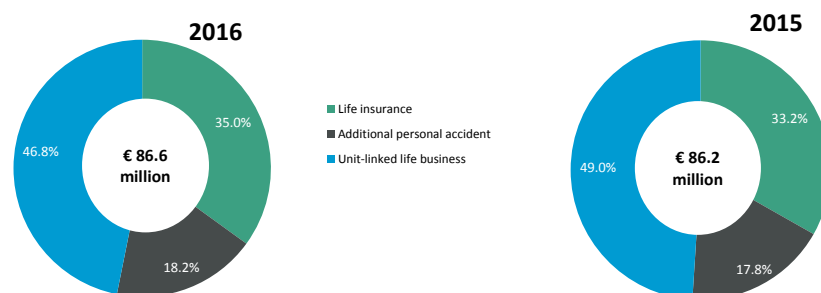 2016
2015
46.8%
35.0%
18.2%
€ 86.6
million
Life insurance
Additional personal accident
Unit-linked life business
49.0%
33.2%
17.8%
€ 86.2
million